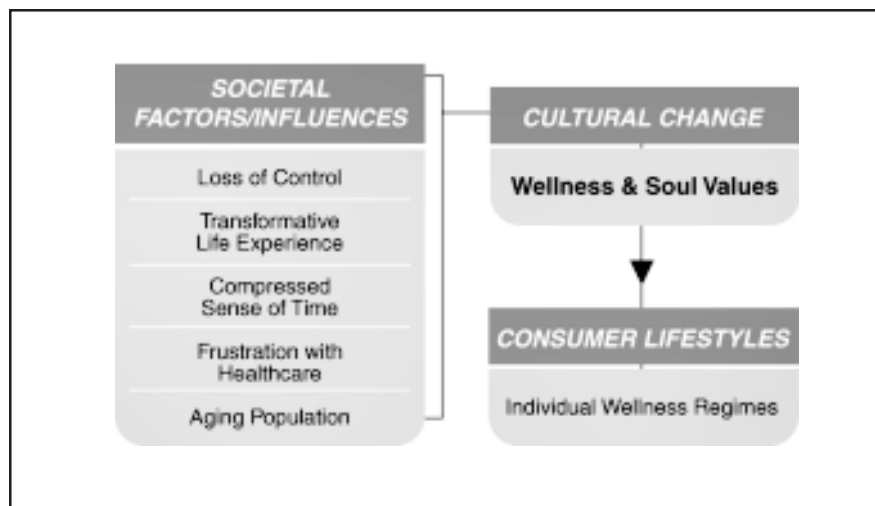 SOCIETAL
FACTORS/INFLUENCES
Loss of Control
Transformative
Life Experience
Compressed
Sense of Time
Frustration with
Healthcare
Aging Population
CULTURAL CHANGE
Wellness & Soul Values
CONSUMER LIFESTYLES
Individual Wellness Regimes